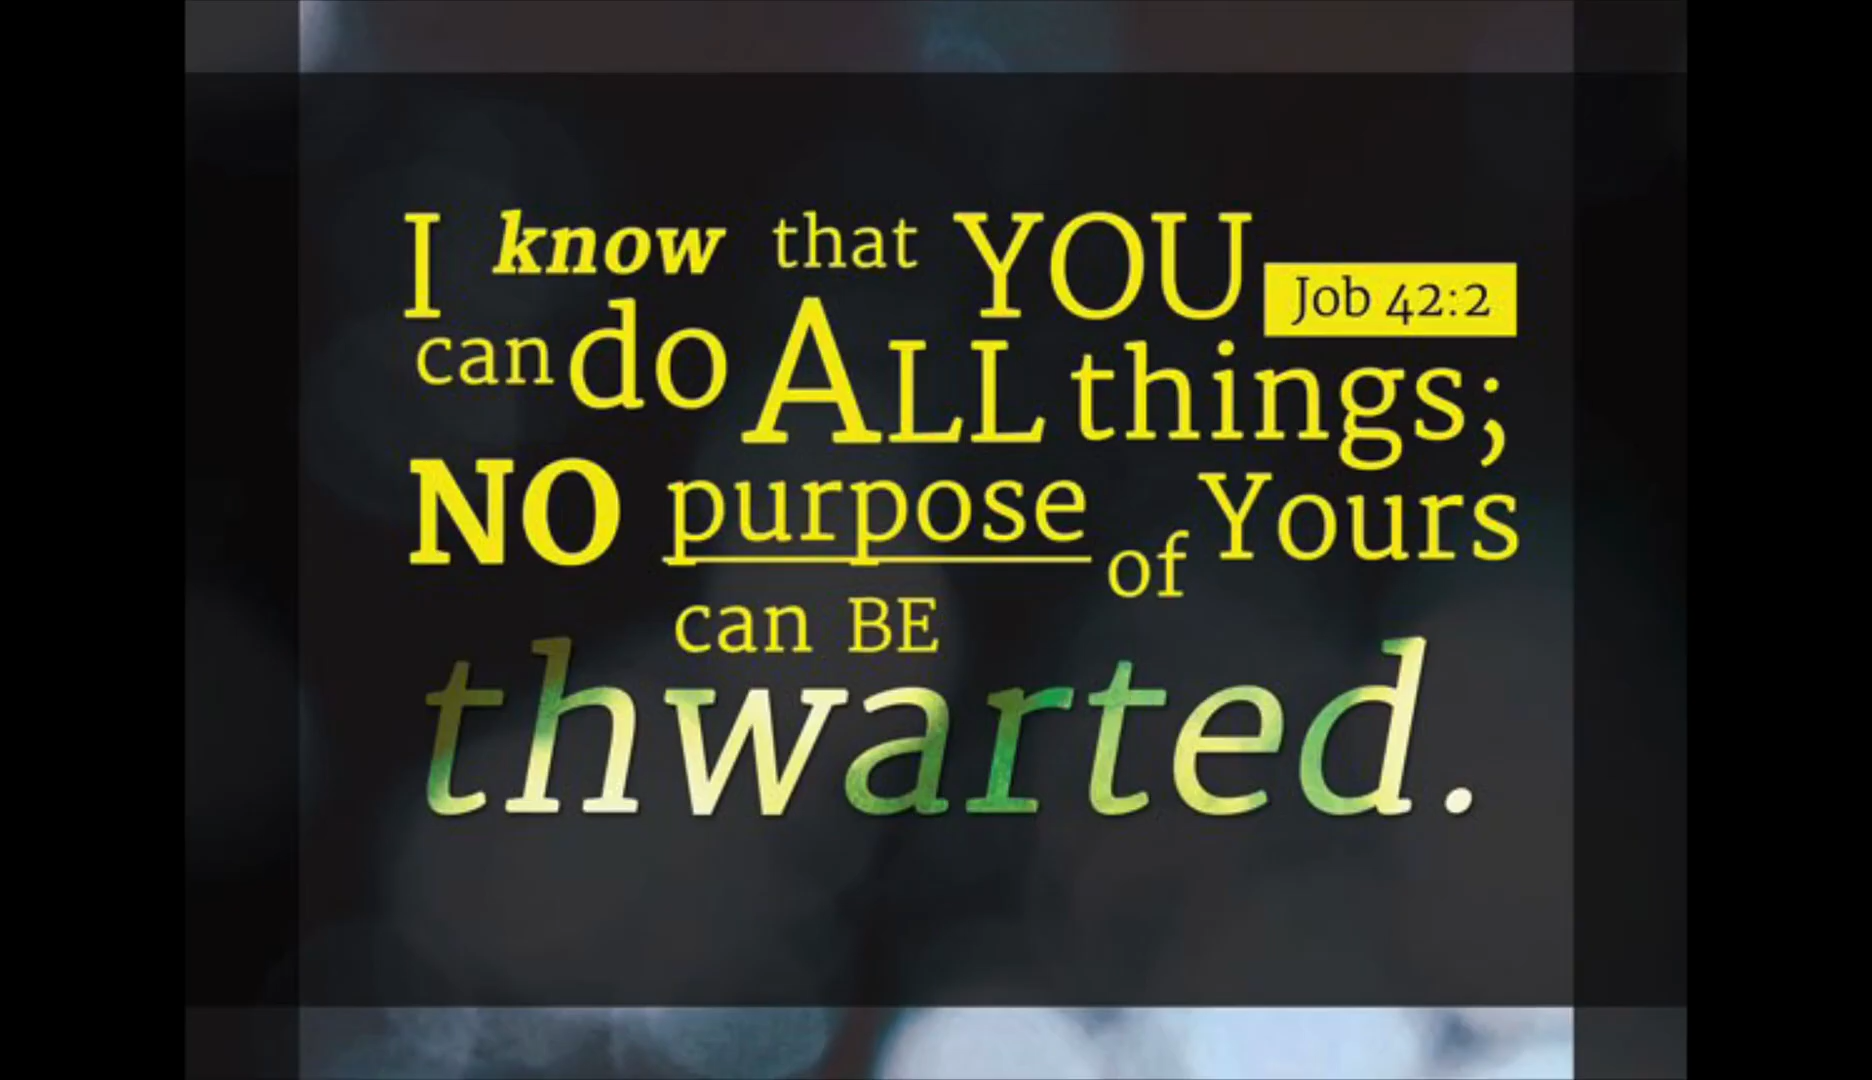 I know that YOU
Job 42:2
can do ALL things;
NO purpose of Yours
can BE
thwarted.